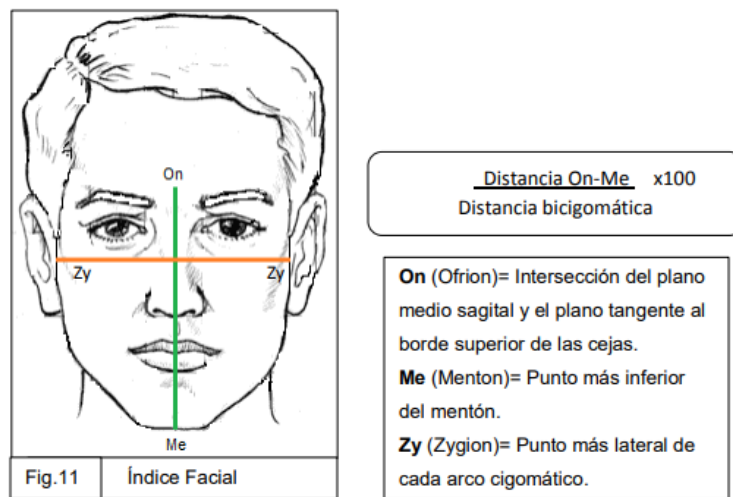 On
Zy
Zy
Me
Fig.11 Índice Facial
Distancia On-Me x100
Distancia bicigomática
On (Ofrion)= Intersección del plano
medio sagital y el plano tangente al
borde superior de las cejas.
Me (Menton)= Punto más inferior
del mentón.
Zy (Zygion)= Punto más lateral de
cada arco cigomático.